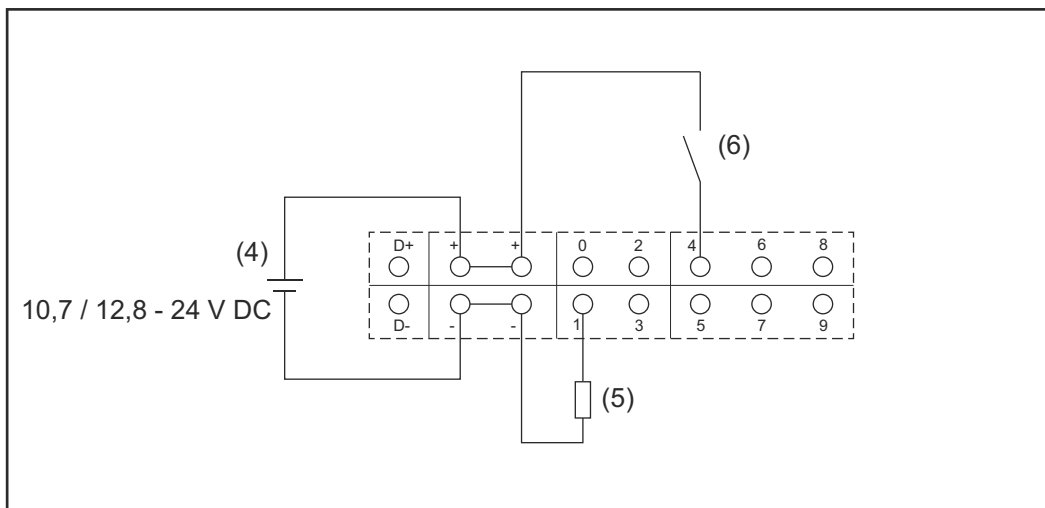 (6)
(4)
10,7 / 12,8 - 24 V DC
D+ + + 0 2 4 6 8
D- - - 1 3 5 7 9
(5)